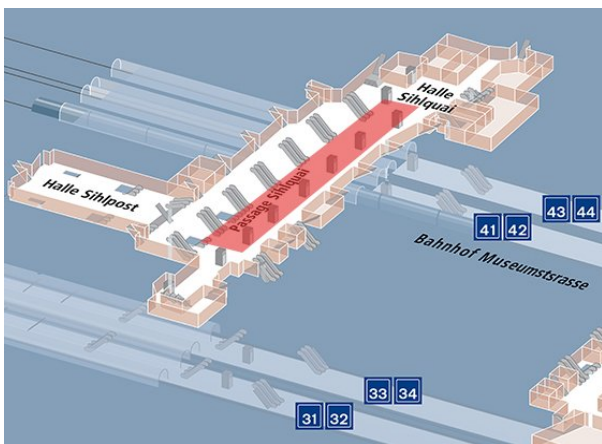 Halle
Sihlquai
Passage Sihlquai
Halle Sihlpost
43 44
41 42
Bahnhof Museumstrasse
33 34
31 32